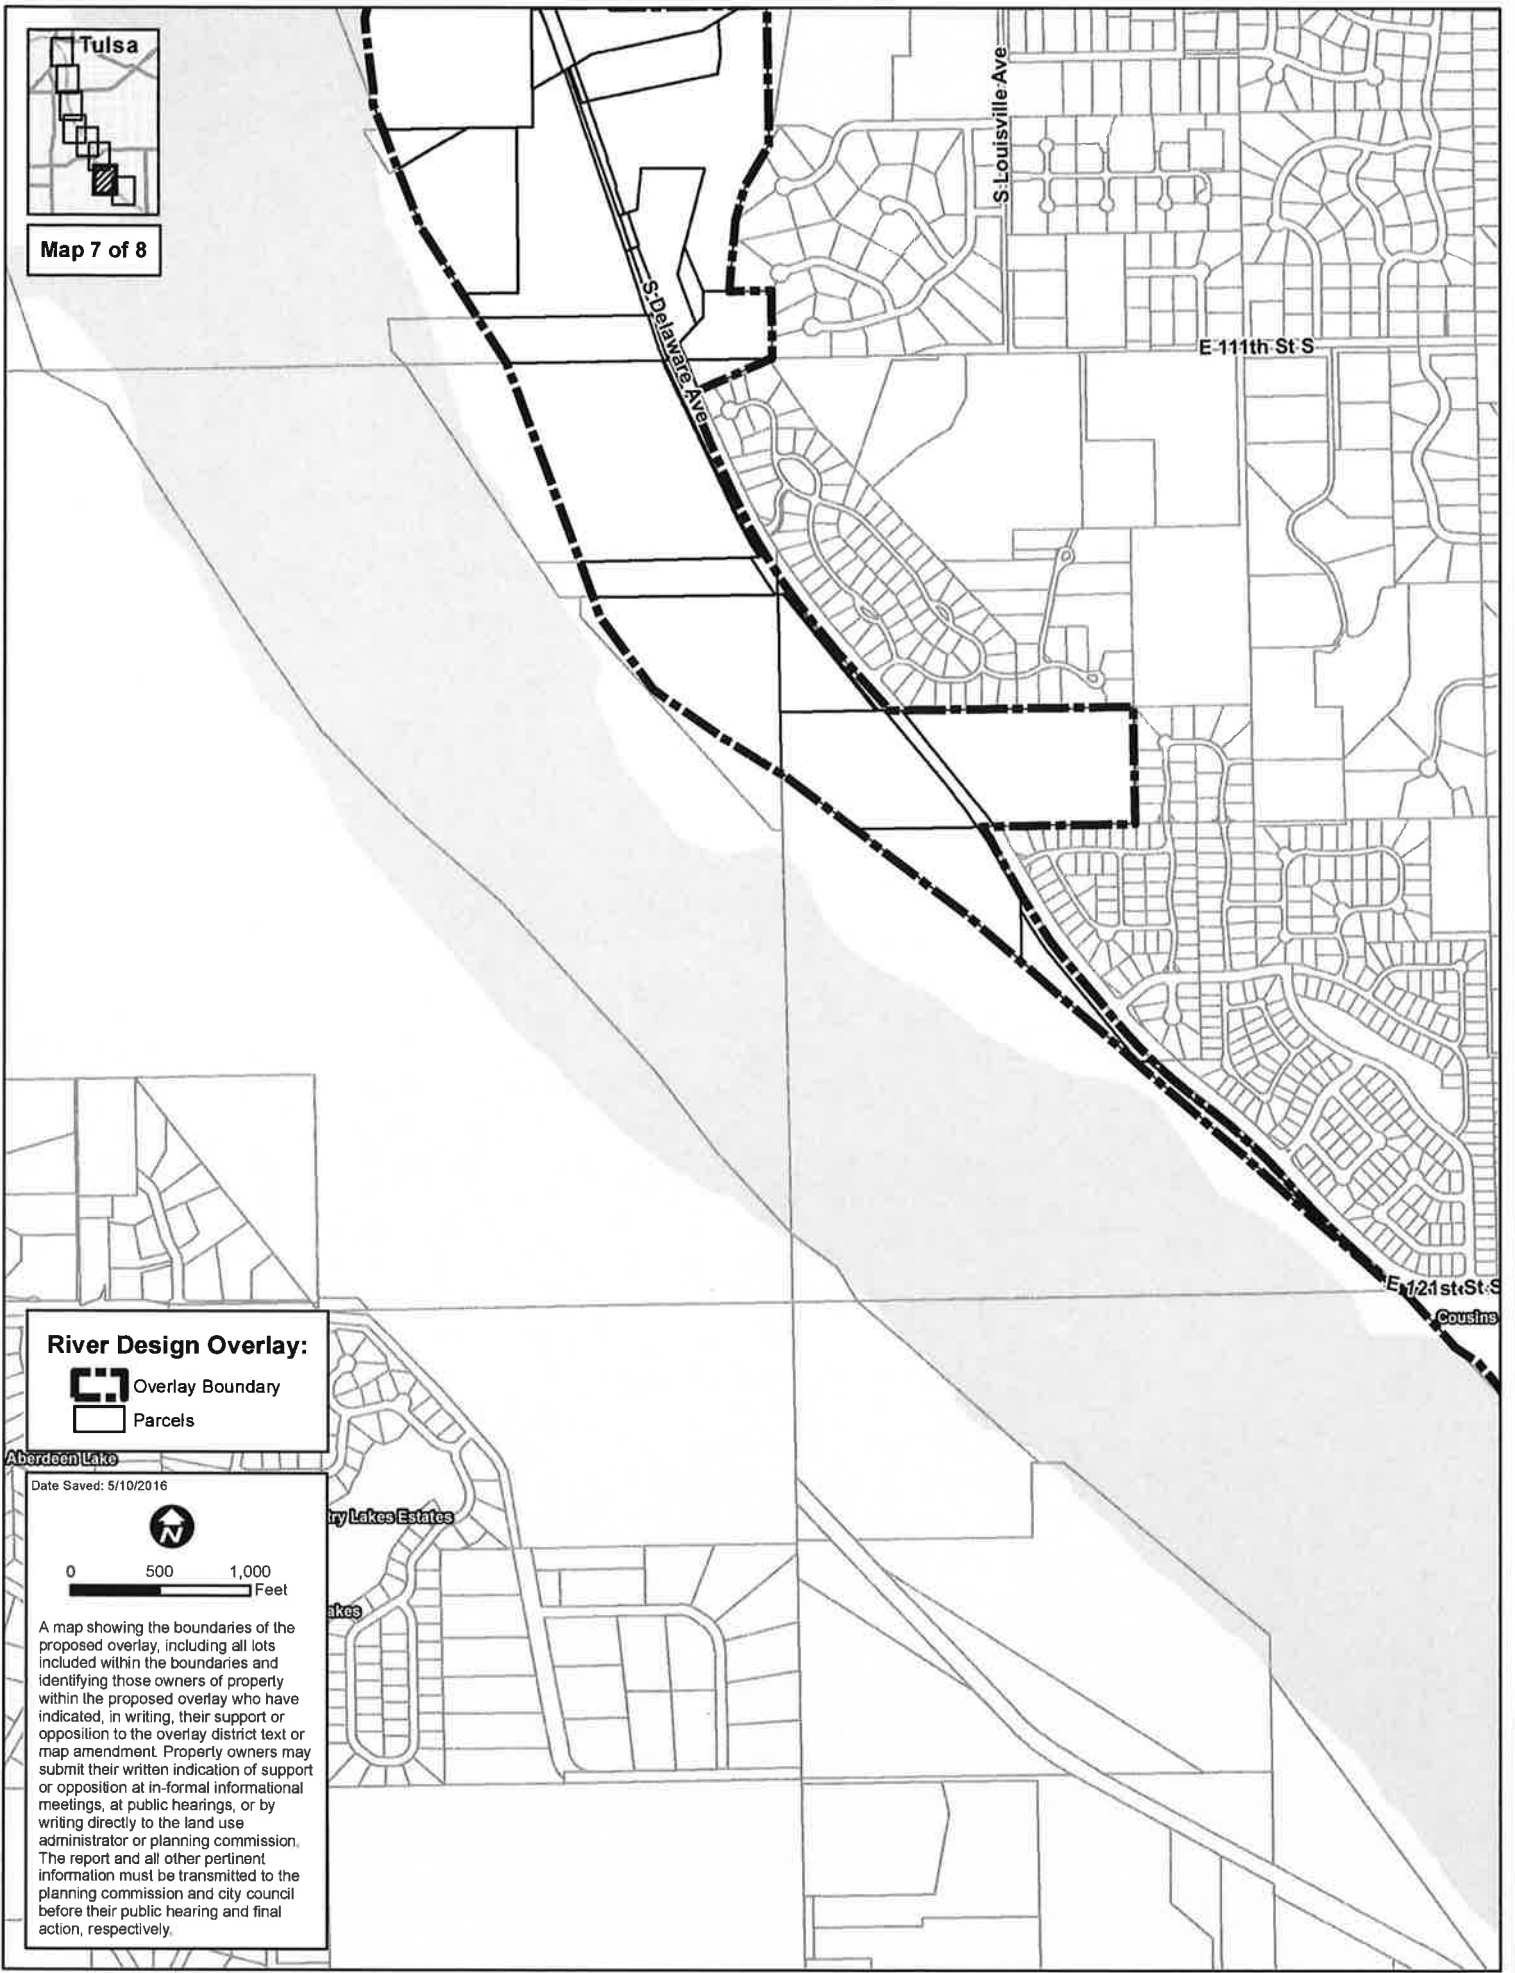 Tulsa
Map 7 of 8
S Louisville Ave
S Delaware Ave
E 111th St S
E 121st St S
Cousins
River Design Overlay:
Overlay Boundary
Parcels
Aberdeen Lake
Date Saved: 5/10/2016
N
try Lakes Estates
0 500 1,000
Feet
akes
A map showing the boundaries of the
proposed overlay, including all lots
included within the boundaries and
identifying those owners of property
within the proposed overlay who have
indicated, in writing, their support or
opposition to the overlay district text or
map amendment. Property owners may
submit their written indication of support
or opposition at in-formal informational
meetings, at public hearings, or by
writing directly to the land use
administrator or planning commission.
The report and all other pertinent
information must be transmitted to the
planning commission and city council
before their public hearing and final
action, respectively.